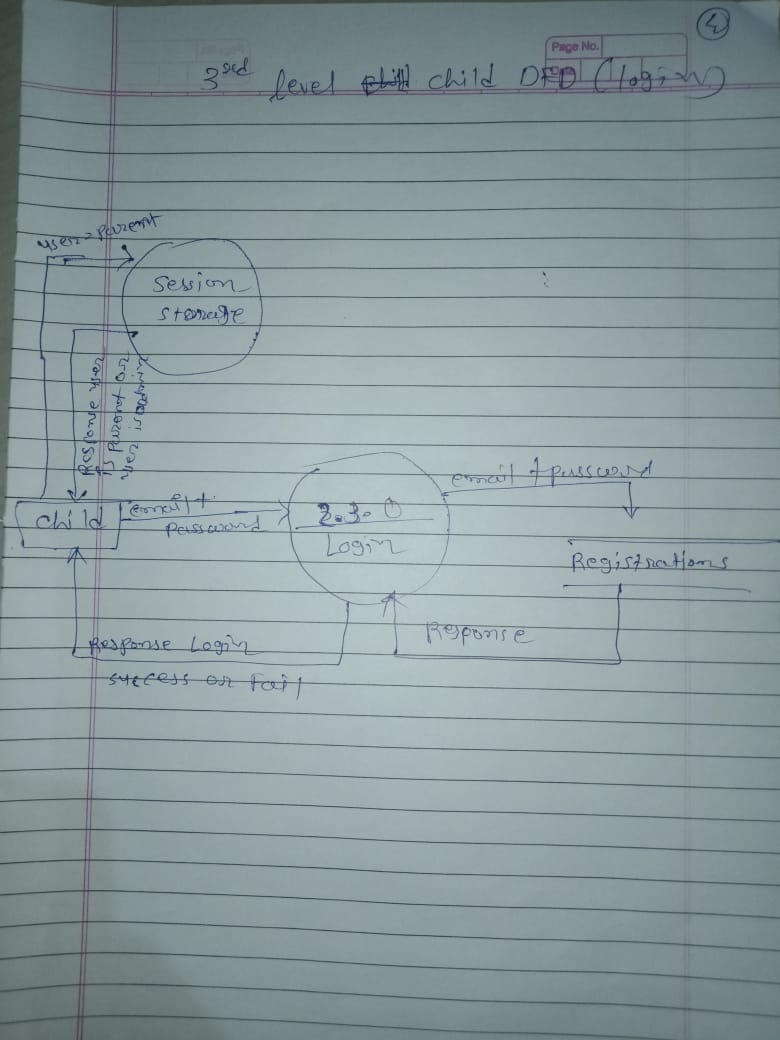 4
Page No.
3rd level child child DFD (login)
user=parent
Session
storage
Response user
is parent or
user is admin
child
email +
password
2.3.0
Login
email + password
Registrations
Response
Response Login
success or fail